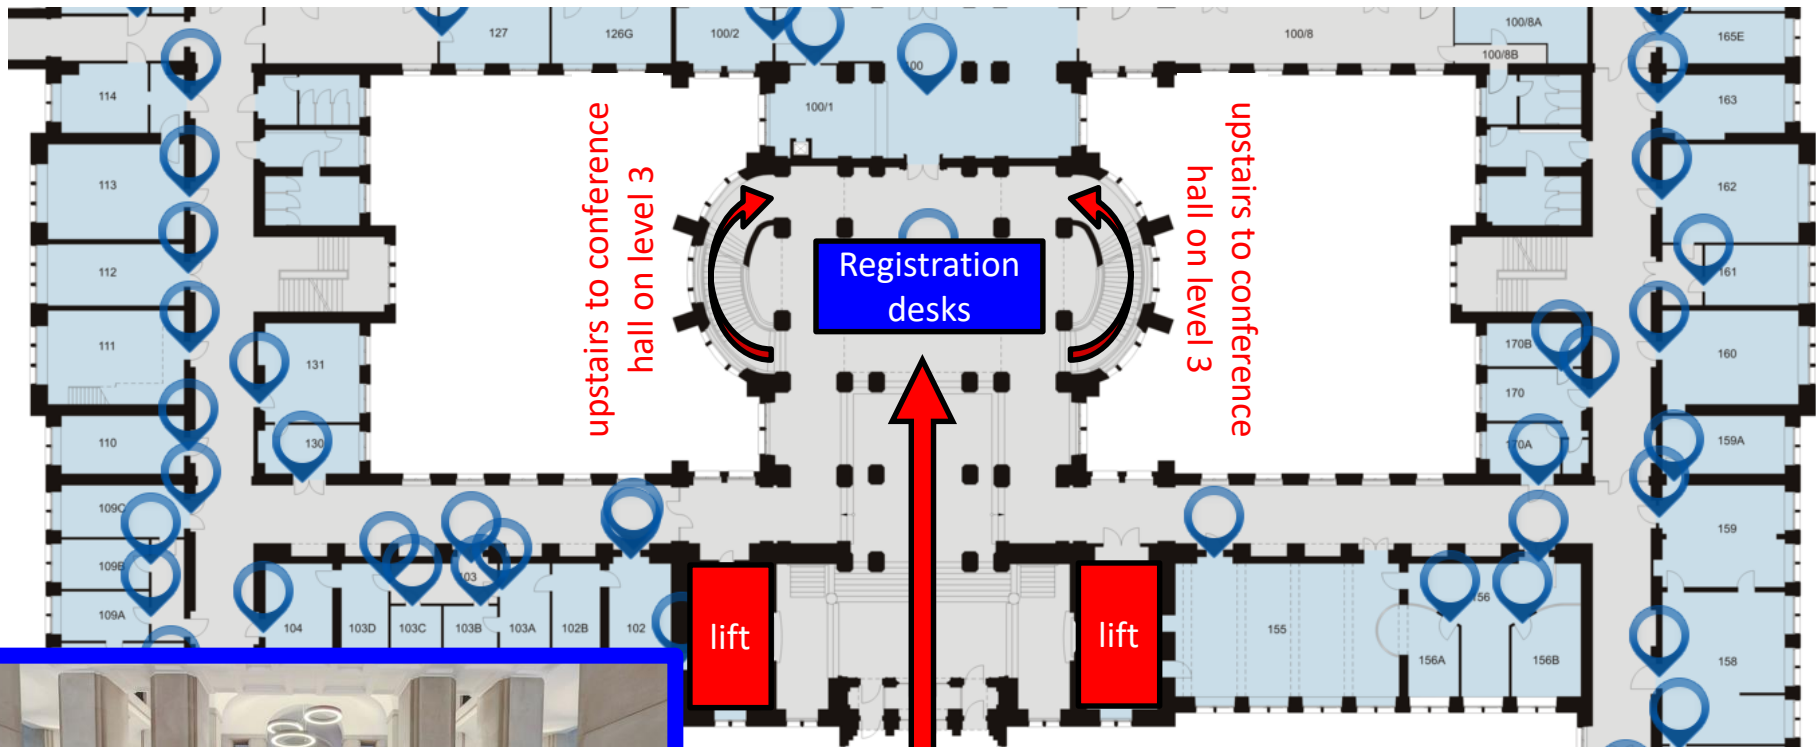 127
126G
100/2
100
100/8
100/8A
100/8B
165E
114
100/1
163
upstairs to conference
hall on level 3
upstairs to conference
hall on level 3
113
162
112
Registration
desks
161
111
131
170B
160
170
110
130
170A
159A
109C
159
109B
103
109A
104
103D
103C
103B
103A
102B
102
lift
lift
155
156
156A
156B
158